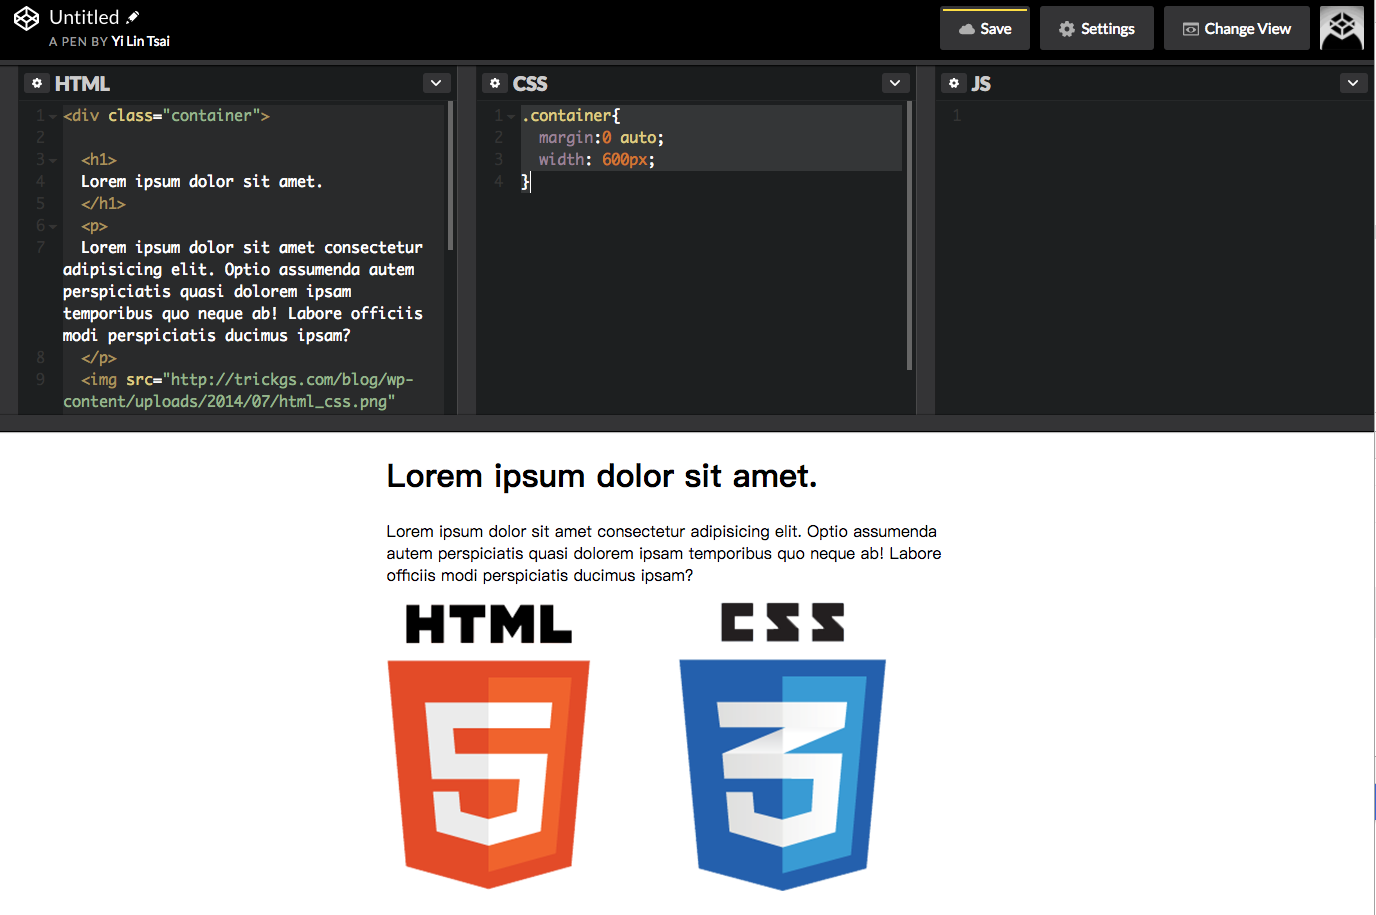 Untitled
A PEN BY Yi Lin Tsai
Save
Settings
Change View
HTML
1 <div class="container">
2
3 <h1>
4 Lorem ipsum dolor sit amet.
5 </h1>
6 <p>
7 Lorem ipsum dolor sit amet consectetur
adipisicing elit. Optio assumenda autem
perspiciatis quasi dolorem ipsam
temporibus quo neque ab! Labore officiis
modi perspiciatis ducimus ipsam?
8 </p>
9 <img src="http://trickgs.com/blog/wp-
content/uploads/2014/07/html_css.png"
CSS
1 .container{
2 margin:0 auto;
3 width: 600px;
4 }
JS
1
Lorem ipsum dolor sit amet.
Lorem ipsum dolor sit amet consectetur adipisicing elit. Optio assumenda
autem perspiciatis quasi dolorem ipsam temporibus quo neque ab! Labore
officiis modi perspiciatis ducimus ipsam?
HTML
CSS
5
3